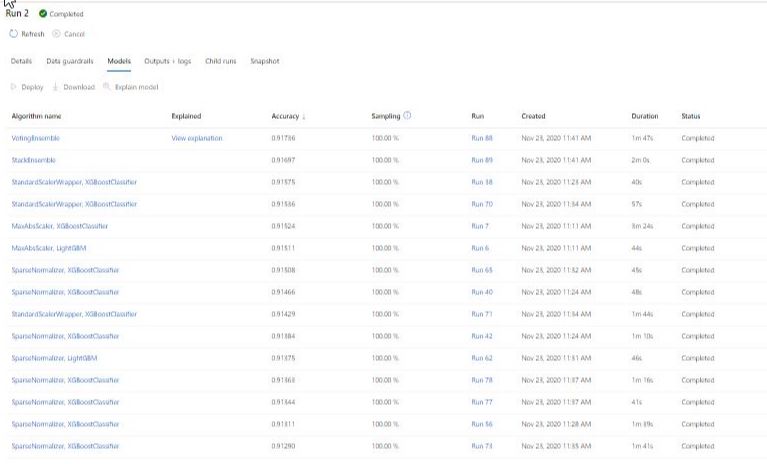 Run 2 Completed
Refresh Cancel
Details Data guardrails Models Outputs + logs Child runs Snapshot
Deploy Download Explain model
Algorithm name Explained Accuracy ↓ Sampling Run Created Duration Status
VotingEnsemble View explanation 0.91786 100.00 % Run 88 Nov 23, 2020 11:41 AM 1m 47s Completed
StackEnsemble 0.91697 100.00 % Run 89 Nov 23, 2020 11:41 AM 2m 0s Completed
StandardScalerWrapper, XGBoostClassifier 0.91575 100.00 % Run 38 Nov 23, 2020 11:23 AM 40s Completed
StandardScalerWrapper, XGBoostClassifier 0.91536 100.00 % Run 70 Nov 23, 2020 11:34 AM 57s Completed
MaxAbsScaler, XGBoostClassifier 0.91524 100.00 % Run 7 Nov 23, 2020 11:11 AM 3m 24s Completed
MaxAbsScaler, LightGBM 0.91511 100.00 % Run 6 Nov 23, 2020 11:11 AM 44s Completed
SparseNormalizer, XGBoostClassifier 0.91508 100.00 % Run 65 Nov 23, 2020 11:32 AM 45s Completed
SparseNormalizer, XGBoostClassifier 0.91466 100.00 % Run 40 Nov 23, 2020 11:24 AM 48s Completed
StandardScalerWrapper, XGBoostClassifier 0.91429 100.00 % Run 71 Nov 23, 2020 11:34 AM 1m 44s Completed
SparseNormalizer, XGBoostClassifier 100.00 % Run 42 Nov 23, 2020 11:24 AM 1m 10s Completed
SparseNormalizer, LightGBM 0.91375 100.00 % Run 62 Nov 23, 2020 11:31 AM 46s Completed
SparseNormalizer, XGBoostClassifier 100.00 % Run 78 Nov 23, 2020 11:37 AM 1m 16s Completed
SparseNormalizer, XGBoostClassifier 0.91344 100.00 % Run 77 Nov 23, 2020 11:37 AM 41s Completed
SparseNormalizer, XGBoostClassifier 0.91311 100.00 % Run 56 Nov 23, 2020 11:28 AM 1m 39s Completed
SparseNormalizer, XGBoostClassifier 0.91290 100.00 % Run 73 Nov 23, 2020 11:35 AM 1m 41s Completed